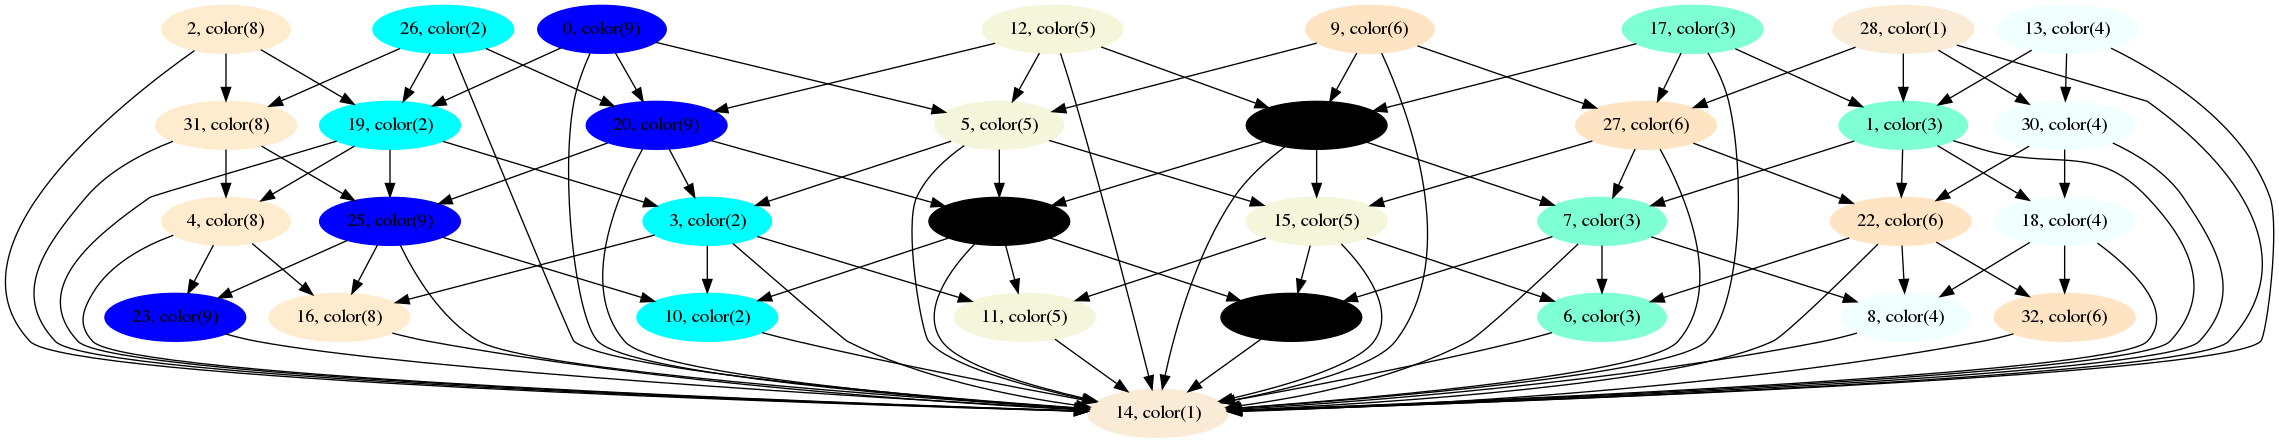 2, color(8)
26, color(2)
0, color(9)
12, color(5)
9, color(6)
17, color(3)
28, color(1)
13, color(4)
31, color(8)
19, color(2)
20, color(9)
5, color(5)
27, color(6)
1, color(3)
30, color(4)
4, color(8)
25, color(9)
3, color(2)
15, color(5)
7, color(3)
22, color(6)
18, color(4)
23, color(9)
16, color(8)
10, color(2)
11, color(5)
6, color(3)
8, color(4)
32, color(6)
14, color(1)